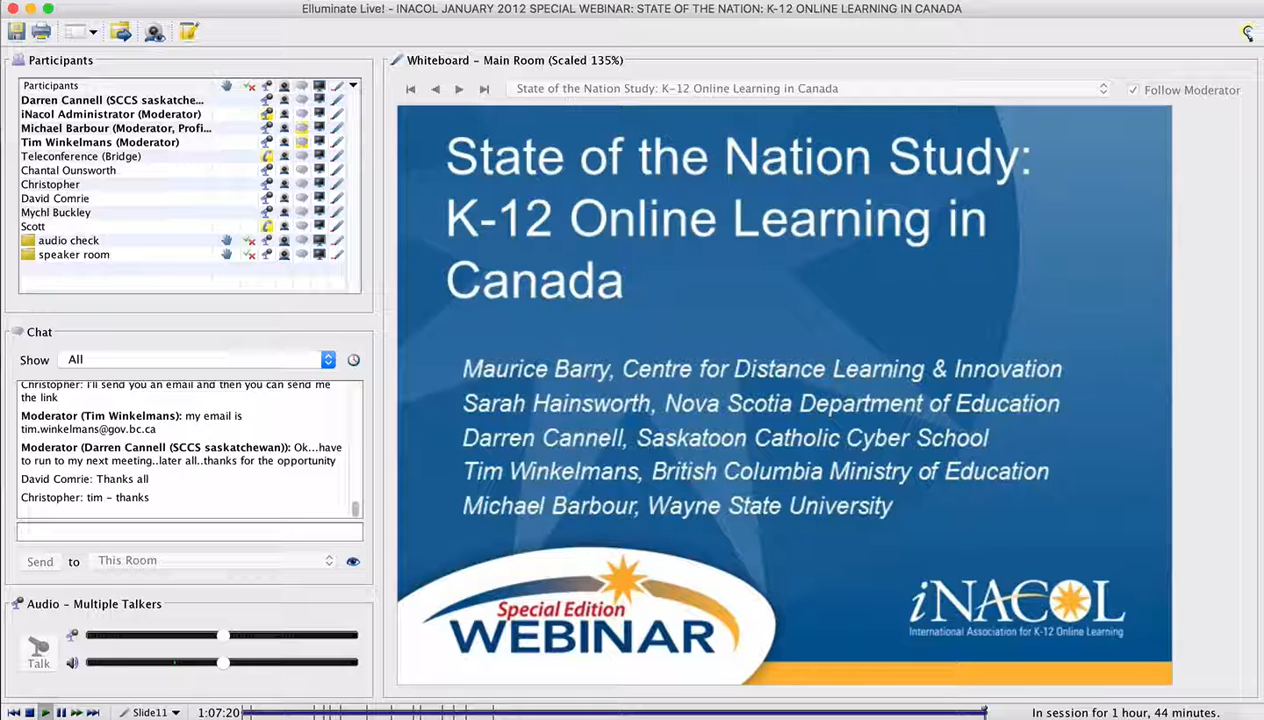 Elluminate Live! - INACOL JANUARY 2012 SPECIAL WEBINAR: STATE OF THE NATION: K-12 ONLINE LEARNING IN CANADA
Participants
Participants
Darren Cannell (SCCS saskatche...
iNacol Administrator (Moderator)
Michael Barbour (Moderator, Profi...
Tim Winkelmans (Moderator)
Teleconference (Bridge)
Chantal Ounsworth
Christopher
David Comrie
Mychl Buckley
Scott
audio check
speaker room
Chat
Show All
Christopher: I'll send you an email and then you can send me
the link
Moderator (Tim Winkelmans): my email is
tim.winkelmans@gov.bc.ca
Moderator (Darren Cannell (SCCS saskatchewan)): Ok...have
to run to my next meeting..later all..thanks for the opportunity
David Comrie: Thanks all
Christopher: tim - thanks
Send to This Room
Audio - Multiple Talkers
Talk
Whiteboard - Main Room (Scaled 135%)
State of the Nation Study: K-12 Online Learning in Canada
Follow Moderator
State of the Nation Study:
K-12 Online Learning in
Canada
Maurice Barry, Centre for Distance Learning & Innovation
Sarah Hainsworth, Nova Scotia Department of Education
Darren Cannell, Saskatoon Catholic Cyber School
Tim Winkelmans, British Columbia Ministry of Education
Michael Barbour, Wayne State University
Special Edition
WEBINAR
iNACOL
International Association for K-12 Online Learning
Slide11
1:07:20
In session for 1 hour, 44 minutes.